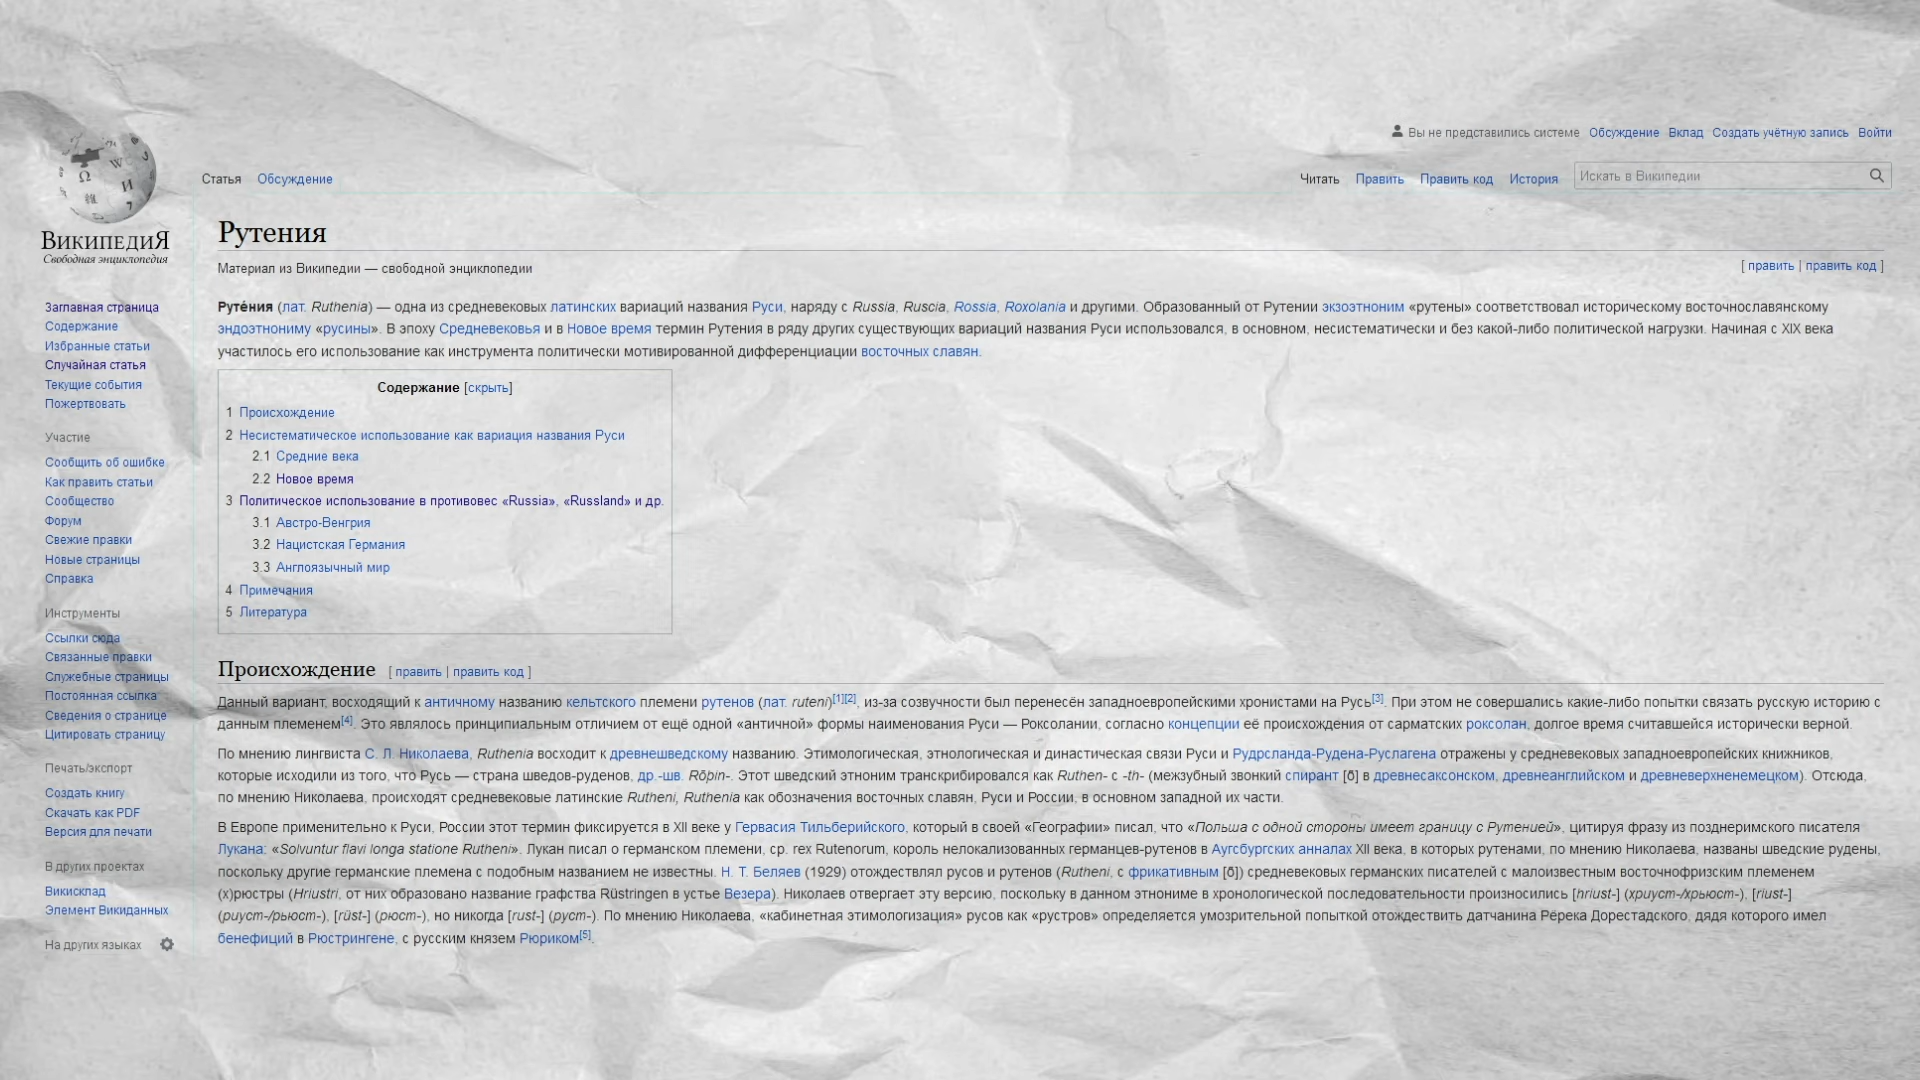 Вы не представились системе Обсуждение Вклад Создать учётную запись Войти
Статья Обсуждение Читать Править Править код История Искать в Википедии
ВикипедиЯ
Свободная энциклопедия
Рутения
Материал из Википедии — свободной энциклопедии [ править | править код ]
Заглавная страница
Содержание
Избранные статьи
Случайная статья
Текущие события
Пожертвовать
Участие
Сообщить об ошибке
Как править статьи
Сообщество
Форум
Свежие правки
Новые страницы
Справка
Инструменты
Ссылки сюда
Связанные правки
Служебные страницы
Постоянная ссылка
Сведения о странице
Цитировать страницу
Печать/экспорт
Создать книгу
Скачать как PDF
Версия для печати
В других проектах
Викисклад
Элемент Викиданных
На других языках
Руте́ния (лат. Ruthenia) — одна из средневековых латинских вариаций названия Руси, наряду с Russia, Ruscia, Rossia, Roxolania и другими. Образованный от Рутении экзоэтноним «рутены» соответствовал историческому восточнославянскому
эндоэтнониму «русины». В эпоху Средневековья и в Новое время термин Рутения в ряду других существующих вариаций названия Руси использовался, в основном, несистематически и без какой-либо политической нагрузки. Начиная с XIX века
участилось его использование как инструмента политически мотивированной дифференциации восточных славян.
Содержание [скрыть]
1 Происхождение
2 Несистематическое использование как вариация названия Руси
2.1 Средние века
2.2 Новое время
3 Политическое использование в противовес «Russia», «Russland» и др.
3.1 Австро-Венгрия
3.2 Нацистская Германия
3.3 Англоязычный мир
4 Примечания
5 Литература
Происхождение [ править | править код ]
Данный вариант, восходящий к античному названию кельтского племени рутенов (лат. ruteni)[1][2], из-за созвучности был перенесён западноевропейскими хронистами на Русь[3]. При этом не совершались какие-либо попытки связать русскую историю с
данным племенем[4]. Это являлось принципиальным отличием от ещё одной «античной» формы наименования Руси — Роксолании, согласно концепции её происхождения от сарматских роксолан, долгое время считавшейся исторически верной.
По мнению лингвиста С. Л. Николаева, Ruthenia восходит к древнешведскому названию. Этимологическая, этнологическая и династическая связи Руси и Рудрсланда-Рудена-Руслагена отражены у средневековых западноевропейских книжников,
которые исходили из того, что Русь — страна шведов-руденов, др.-шв. Rōþin-. Этот шведский этноним транскрибировался как Ruthen- с -th- (межзубный звонкий спирант [ð] в древнесаксонском, древнеанглийском и древневерхненемецком). Отсюда,
по мнению Николаева, происходят средневековые латинские Rutheni, Ruthenia как обозначения восточных славян, Руси и России, в основном западной их части.
В Европе применительно к Руси, России этот термин фиксируется в XII веке у Гервасия Тильберийского, который в своей «Географии» писал, что «Польша с одной стороны имеет границу с Рутенией», цитируя фразу из позднеримского писателя
Лукана: «Solvuntur flavi longa statione Rutheni». Лукан писал о германском племени, ср. rex Rutenorum, король нелокализованных германцев-рутенов в Аугсбургских анналах XII века, в которых рутенами, по мнению Николаева, названы шведские рудены,
поскольку другие германские племена с подобным названием не известны. Н. Т. Беляев (1929) отождествлял русов и рутенов (Rutheni, с фрикативным [ð]) средневековых германских писателей с малоизвестным восточнофризским племенем
(х)рюстры (Hriustri, от них образовано название графства Rüstringen в устье Везера). Николаев отвергает эту версию, поскольку в данном этнониме в хронологической последовательности произносились [hriust-] (хриуст-/хрьюст-), [riust-]
(риуст-/рьюст-), [rüst-] (рюст-), но никогда [rust-] (руст-). По мнению Николаева, «кабинетная этимологизация» русов как «рустров» определяется умозрительной попыткой отождествить датчанина Рёрека Дорестадского, дядя которого имел
бенефиций в Рюстрингене, с русским князем Рюриком[5].